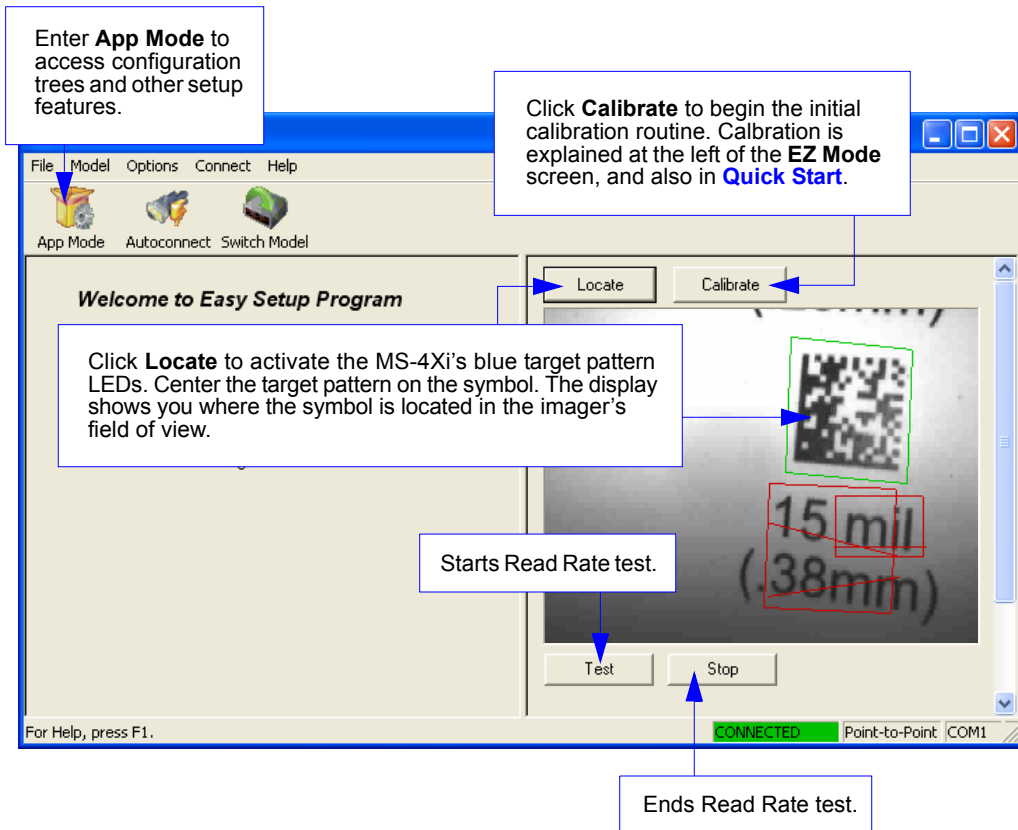 Enter App Mode to
access configuration
trees and other setup
features.
Click Calibrate to begin the initial
calibration routine. Calbration is
explained at the left of the EZ Mode
screen, and also in Quick Start.
File Model Options Connect Help
App Mode Autoconnect Switch Model
Welcome to Easy Setup Program
Locate Calibrate
Click Locate to activate the MS-4Xi's blue target pattern
LEDs. Center the target pattern on the symbol. The display
shows you where the symbol is located in the imager's
field of view.
15 mil
(.38mm)
Starts Read Rate test.
Test Stop
For Help, press F1.
CONNECTED Point-to-Point COM1
Ends Read Rate test.